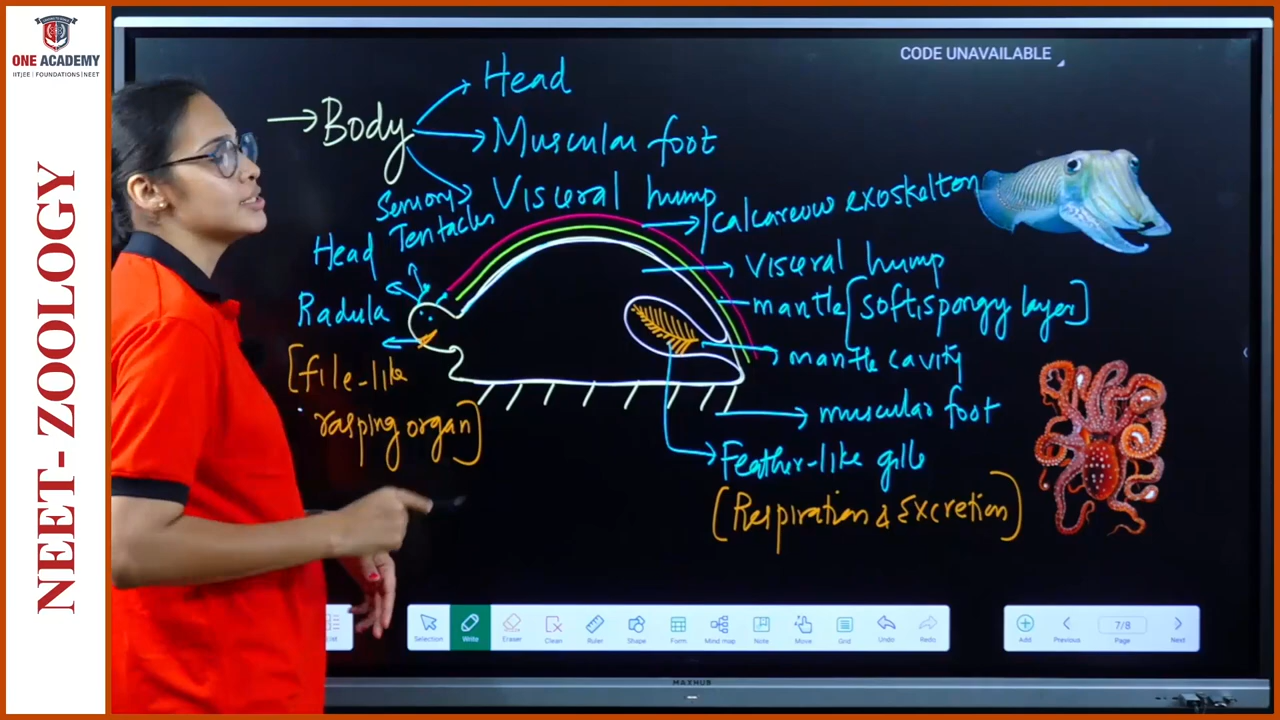 ONE ACADEMY
IIT|JEE | FOUNDATIONS | NEET
NEET- ZOOLOGY
CODE UNAVAILABLE
→ Body
Head
Muscular foot
Visceral hump
Sensory
Tentacles
Head
Radula
[file-like
rasping organ]
calcareous exoskelton
visceral hump
mantle [soft, spongy layer]
mantle cavity
muscular foot
Feather-like gills
(Respiration & Excretion)
Selection
Write
Eraser
Clean
Ruler
Shape
Form
Mind map
Note
Move
Grid
Undo
Redo
Add
Previous
7/8
Page
Next
MAXHUB